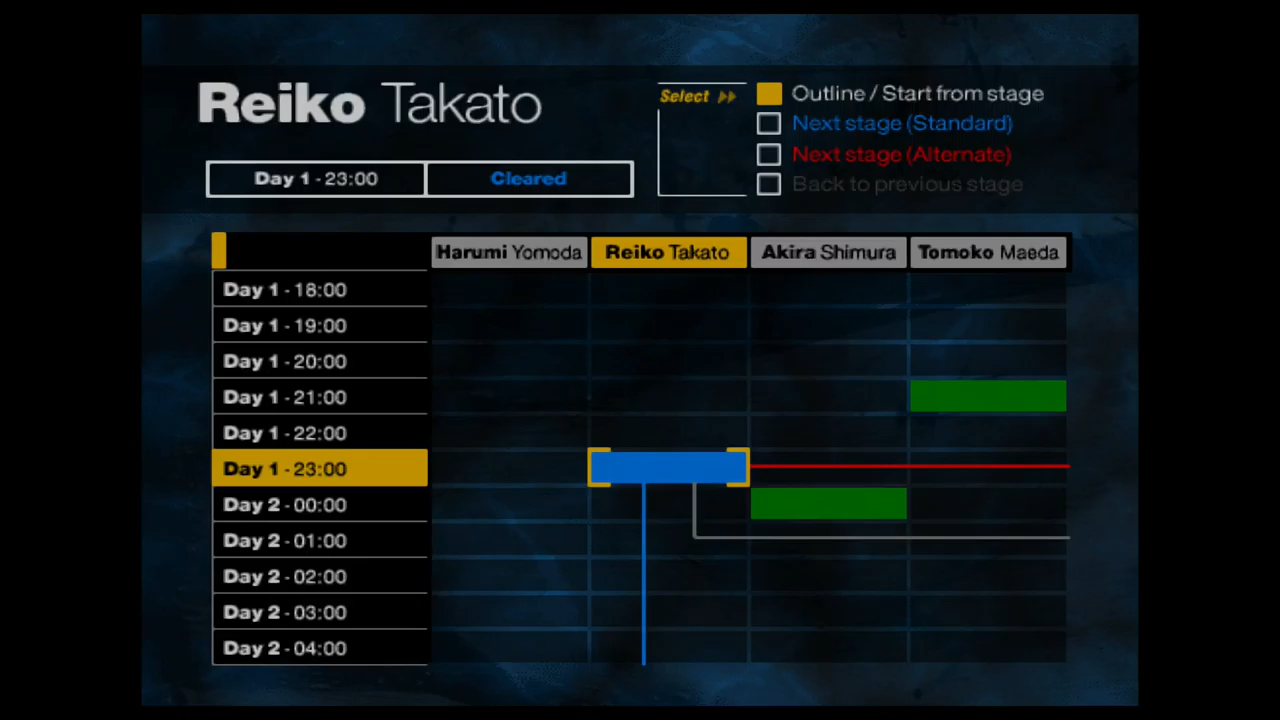 Reiko Takato
Select
Outline / Start from stage
Next stage (Standard)
Next stage (Alternate)
Back to previous stage
Day 1 - 23:00 Cleared
Harumi Yomoda Reiko Takato Akira Shimura Tomoko Maeda
Day 1 - 18:00
Day 1 - 19:00
Day 1 - 20:00
Day 1 - 21:00
Day 1 - 22:00
Day 1 - 23:00
Day 2 - 00:00
Day 2 - 01:00
Day 2 - 02:00
Day 2 - 03:00
Day 2 - 04:00